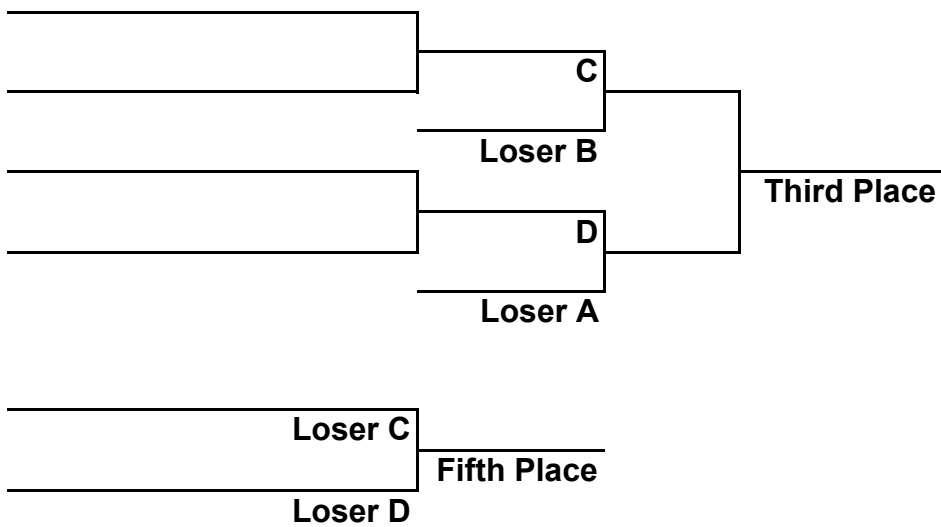 C
Loser B
Third Place
D
Loser A
Loser C
Fifth Place
Loser D